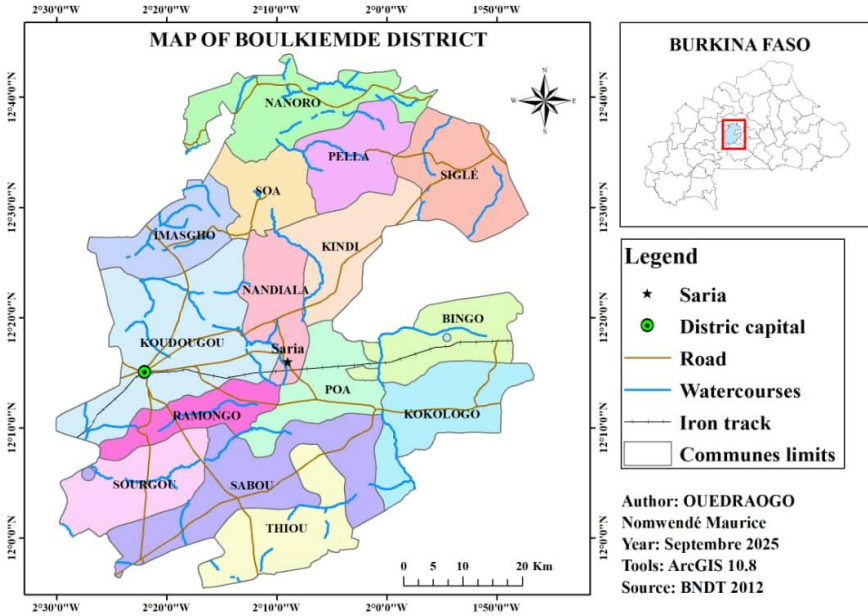 2°30'0"W 2°20'0"W 2°10'0"W 2°0'0"W 1°50'0"W
MAP OF BOULKIEMDE DISTRICT
N
W E
S
12°40'0"N
12°30'0"N
12°20'0"N
12°10'0"N
12°0'0"N
NANORO
PELLA
SIGLÉ
SOA
IMASGHO
KINDI
NANDIALA
BINGO
KOUDOUGOU
Saria
POA
RAMONGO
KOKOLOGO
SOURGOU
SABOU
THIOU
0 5 10 20 Km
12°40'0"N
12°30'0"N
12°20'0"N
12°10'0"N
12°0'0"N
2°30'0"W 2°20'0"W 2°10'0"W 2°0'0"W 1°50'0"W
BURKINA FASO
Legend
Saria
Distric capital
Road
Watercourses
Iron track
Communes limits
Author: OUEDRAOGO
Nomwendé Maurice
Year: Septembre 2025
Tools: ArcGIS 10.8
Source: BNDT 2012